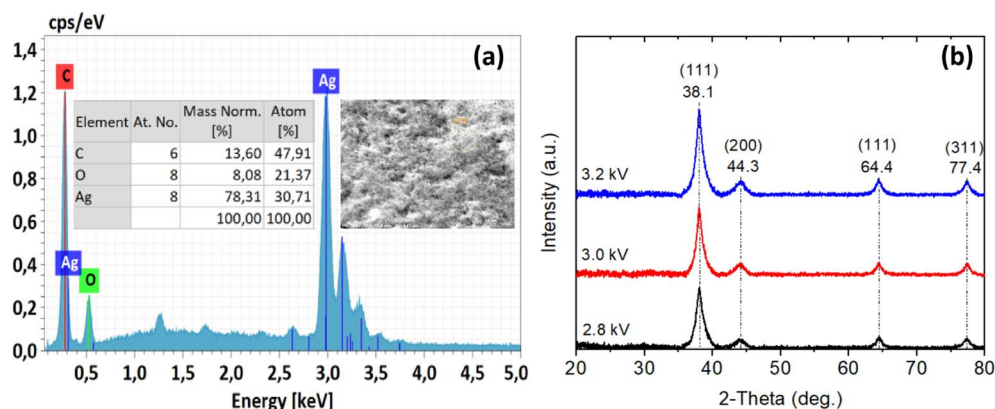 cps/eV
(a)
1,4
1,2
1,0
0,8
0,6
0,4
0,2
0,0
C
Ag
O
Ag
Element At. No. Mass Norm. [%] Atom [%]
C 6 13,60 47,91
O 8 8,08 21,37
Ag 8 78,31 30,71
100,00 100,00
0,5 1,0 1,5 2,0 2,5 3,0 3,5 4,0 4,5 5,0
Energy [keV]
(b)
Intensity (a.u.)
(111)
38.1
(200)
44.3
(111)
64.4
(311)
77.4
3.2 kV
3.0 kV
2.8 kV
20 30 40 50 60 70 80
2-Theta (deg.)